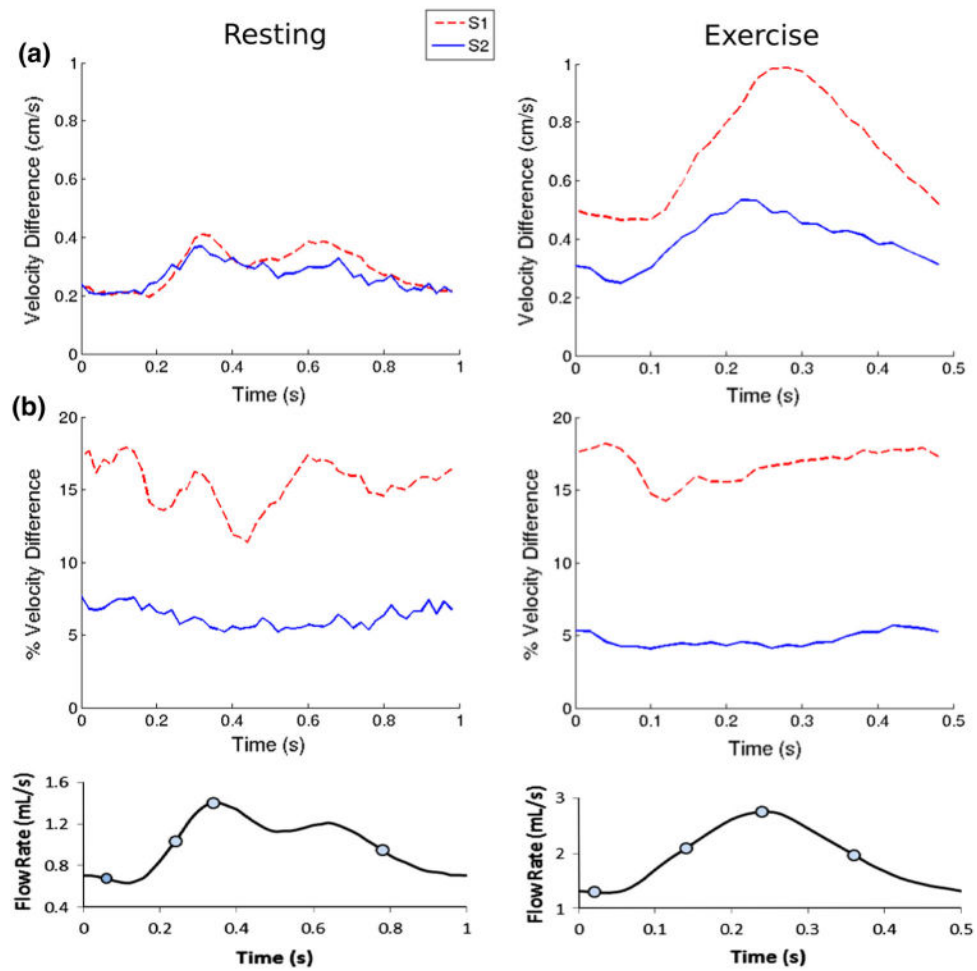 Resting
S1
S2
Exercise
(a)
Velocity Difference (cm/s)
1
0.8
0.6
0.4
0.2
0
0 0.2 0.4 0.6 0.8 1
Time (s)
Velocity Difference (cm/s)
1
0.8
0.6
0.4
0.2
0
0 0.1 0.2 0.3 0.4 0.5
Time (s)
(b)
% Velocity Difference
20
15
10
5
0
0 0.2 0.4 0.6 0.8 1
Time (s)
% Velocity Difference
20
15
10
5
0
0 0.1 0.2 0.3 0.4 0.5
Time (s)
Flow Rate (mL/s)
1.6
1.2
0.8
0.4
0 0.2 0.4 0.6 0.8 1
Time (s)
Flow Rate (mL/s)
3
2
1
0 0.1 0.2 0.3 0.4 0.5
Time (s)